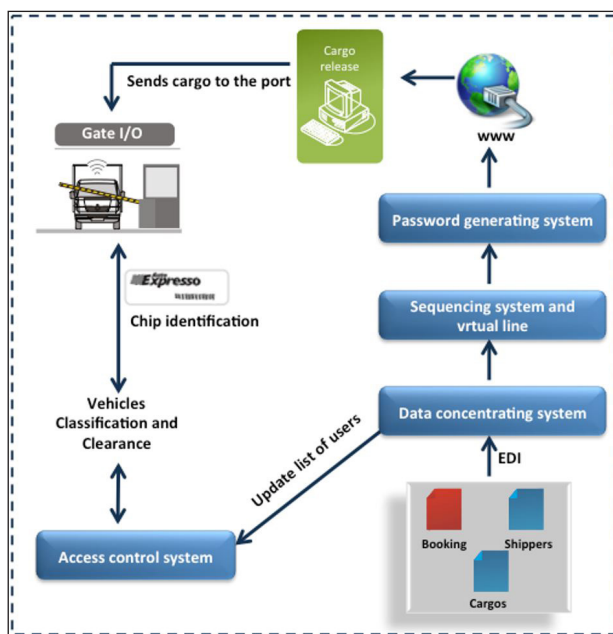 Cargo
release
Sends cargo to the port
www
Gate I/O
Password generating system
Expresso
Chip identification
Sequencing system and
vrtual line
Vehicles
Classification and
Clearance
Data concentrating system
Update list of users
EDI
Booking
Shippers
Cargos
Access control system